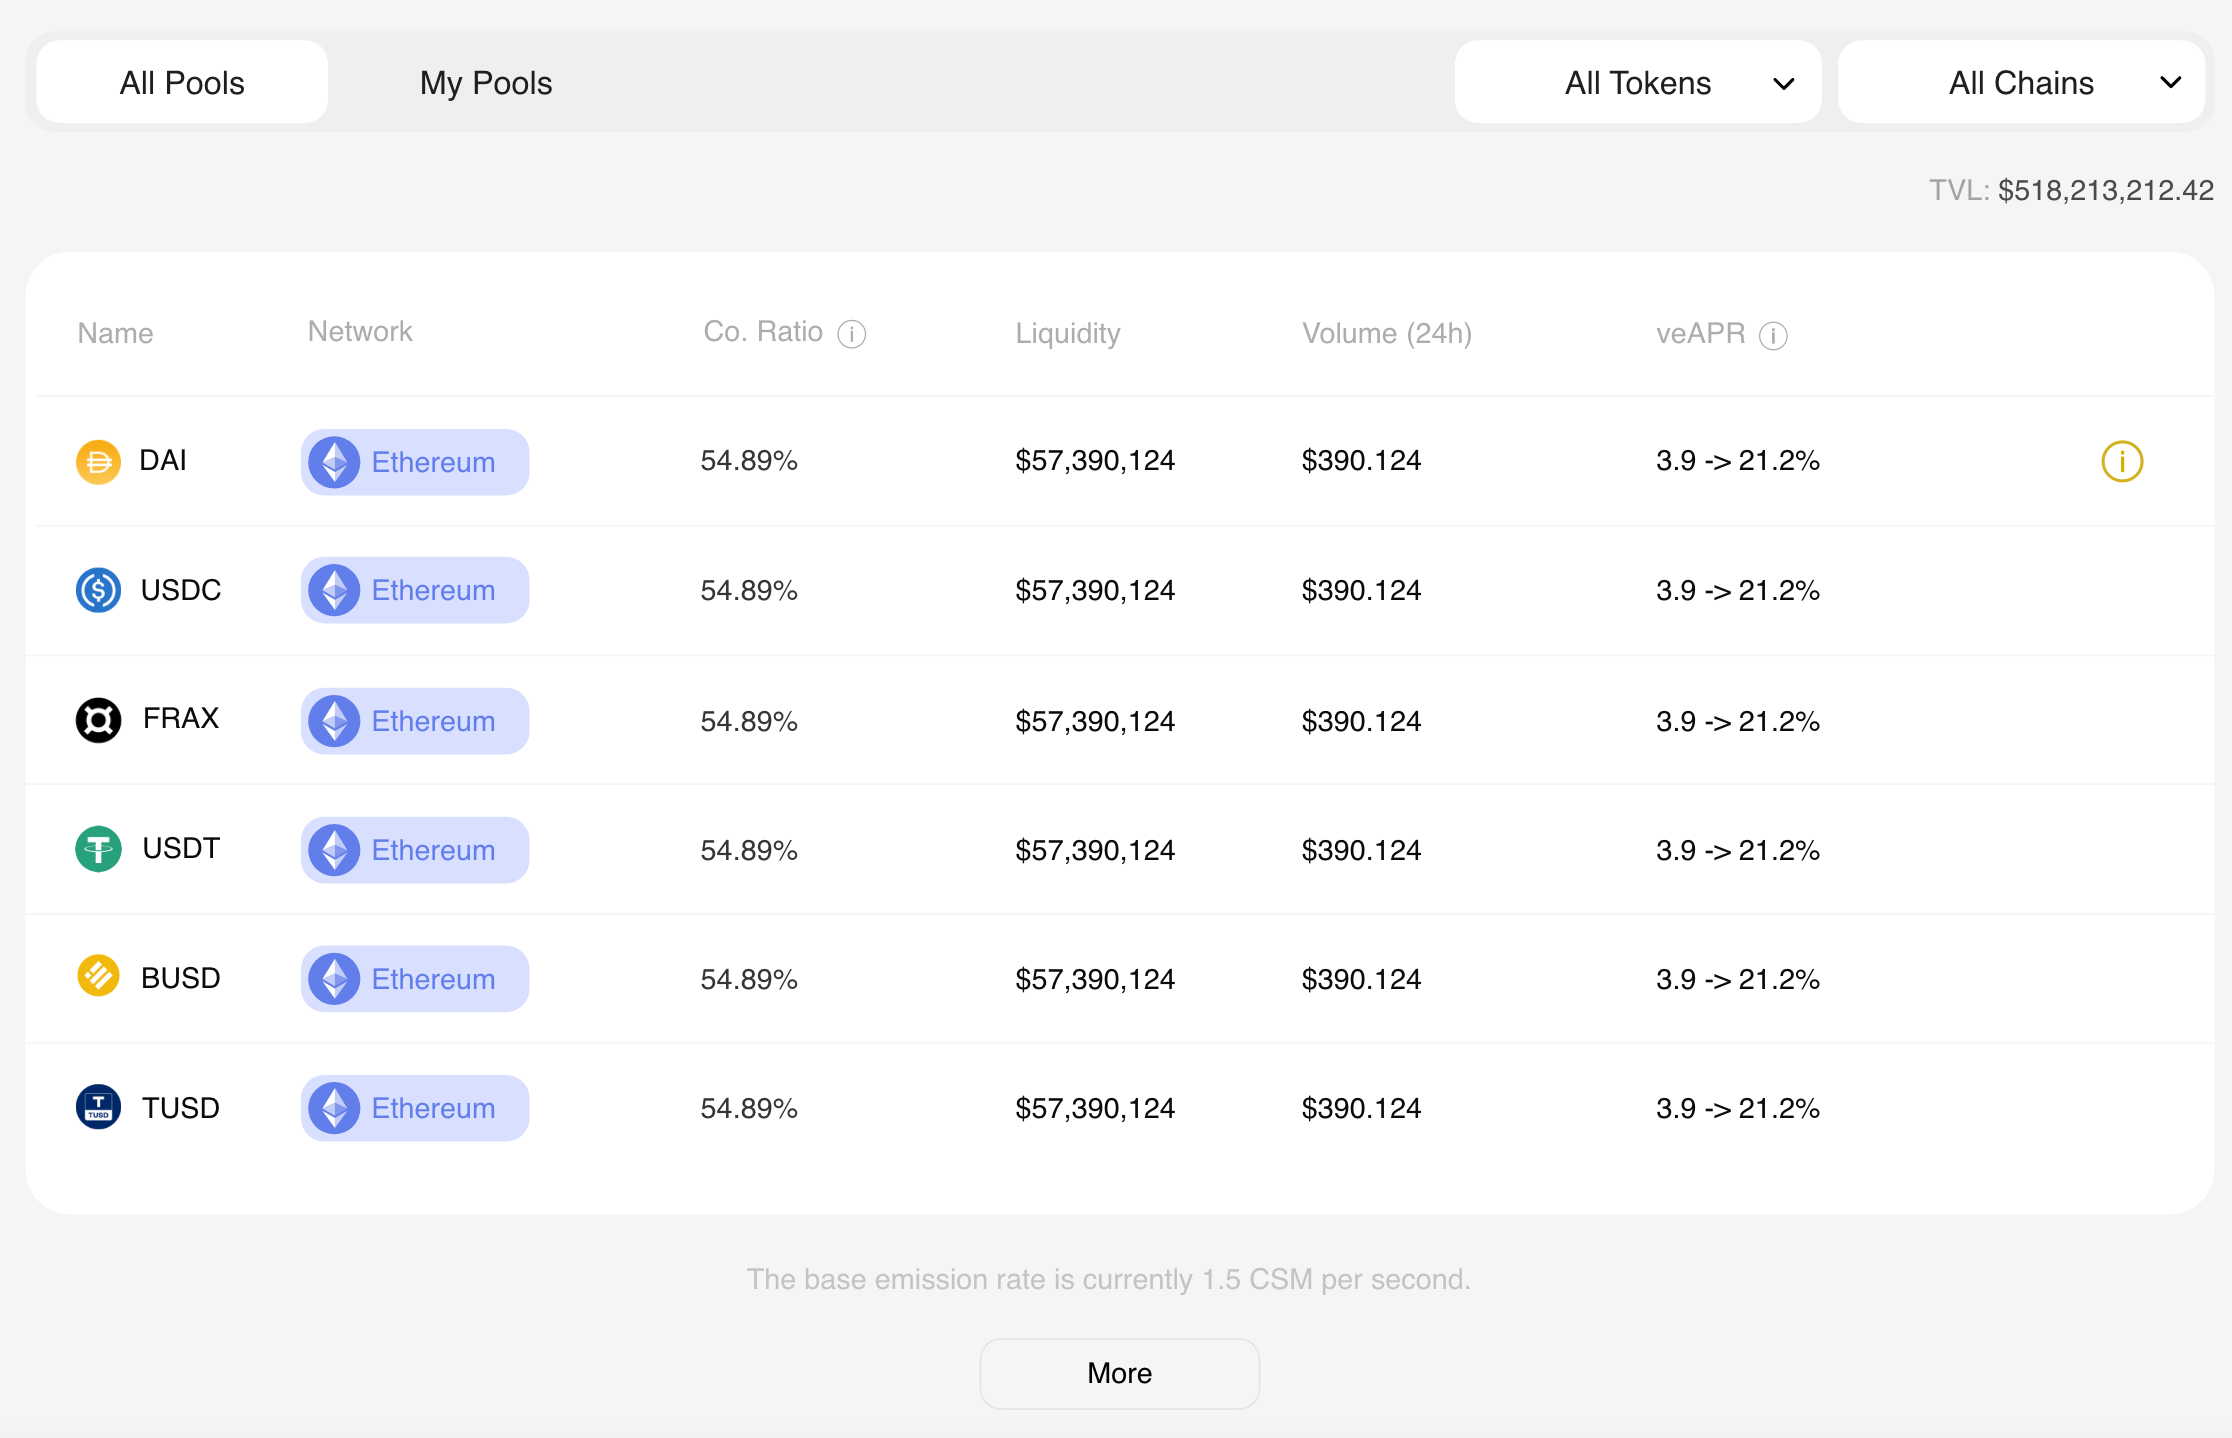 All Pools My Pools All Tokens All Chains
TVL: $518,213,212.42
Name Network Co. Ratio Liquidity Volume (24h) veAPR
DAI Ethereum 54.89% $57,390,124 $390.124 3.9 -> 21.2%
USDC Ethereum 54.89% $57,390,124 $390.124 3.9 -> 21.2%
FRAX Ethereum 54.89% $57,390,124 $390.124 3.9 -> 21.2%
USDT Ethereum 54.89% $57,390,124 $390.124 3.9 -> 21.2%
BUSD Ethereum 54.89% $57,390,124 $390.124 3.9 -> 21.2%
TUSD TUSD Ethereum 54.89% $57,390,124 $390.124 3.9 -> 21.2%
The base emission rate is currently 1.5 CSM per second.
More